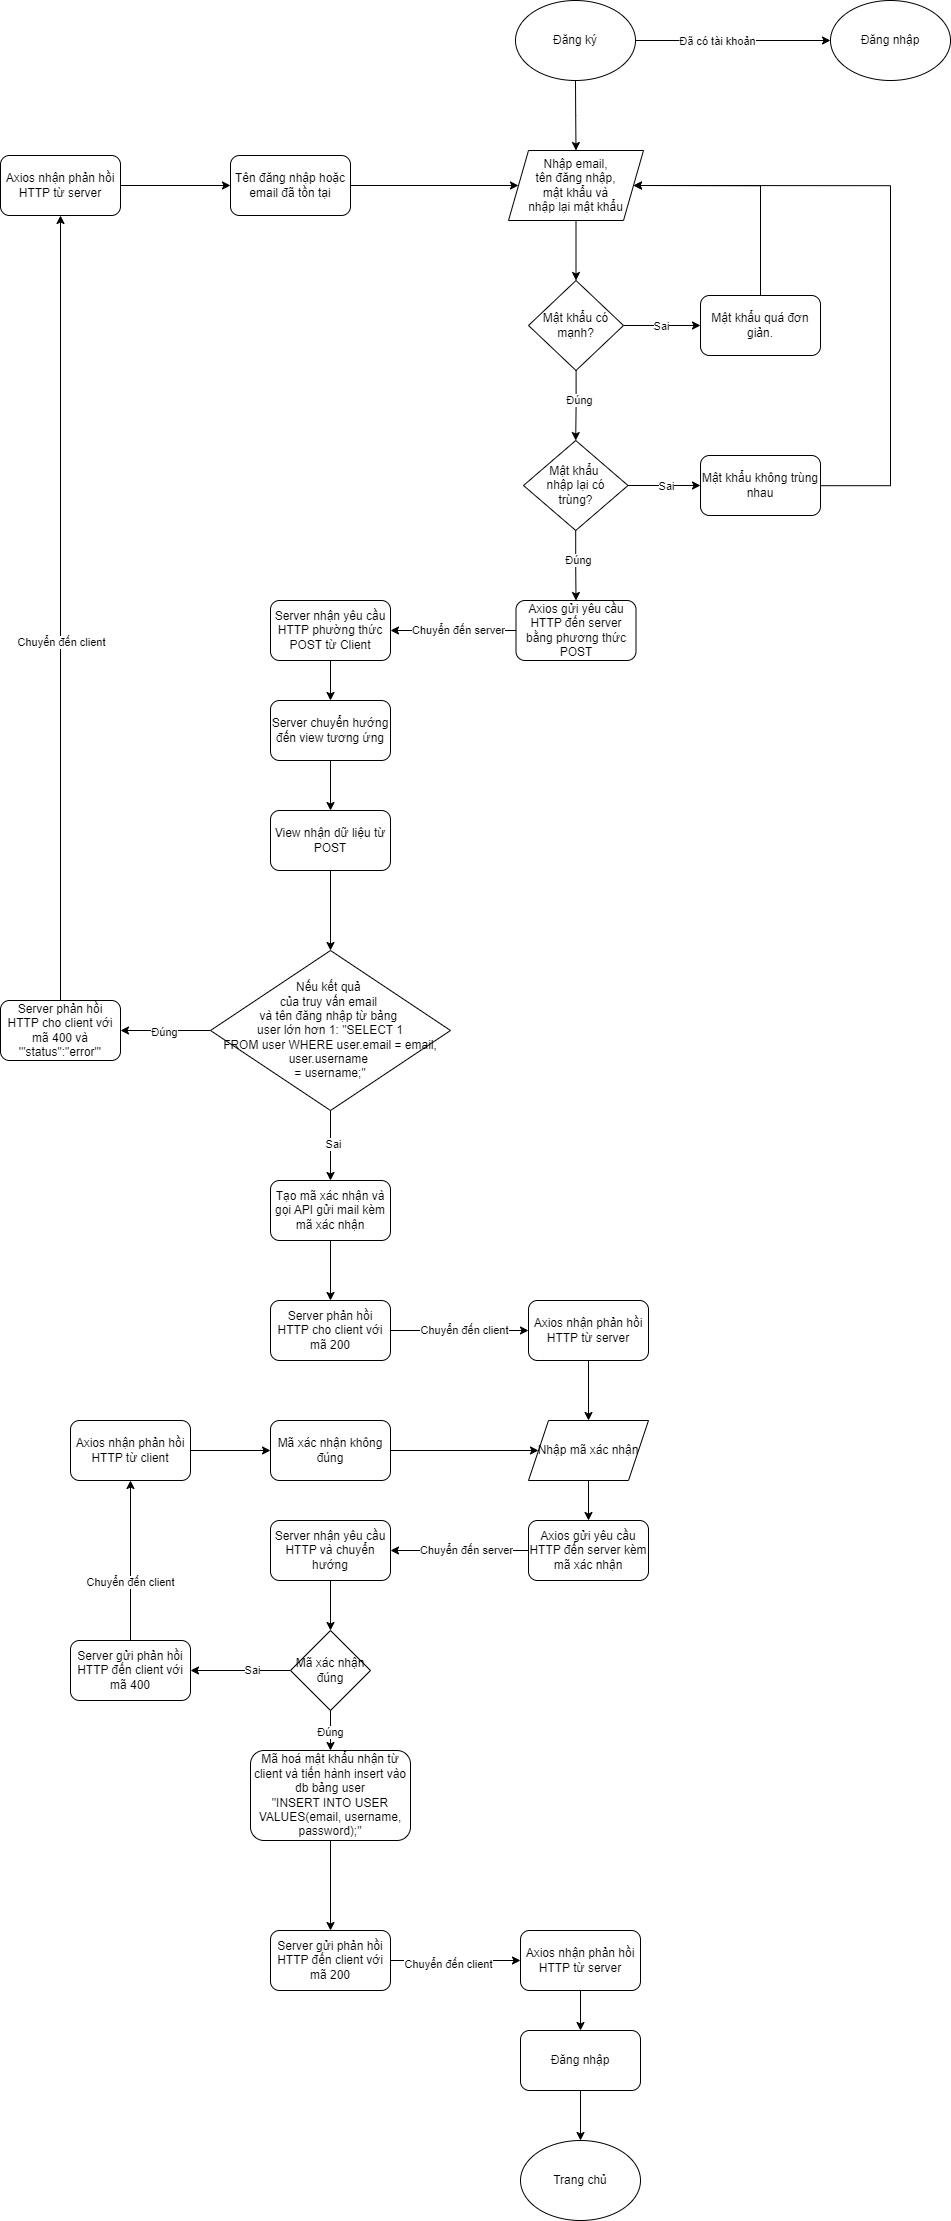 Đăng ký
Đã có tài khoản
Đăng nhập
Axios nhận phản hồi
HTTP từ server
Tên đăng nhập hoặc
email đã tồn tại
Nhập email,
tên đăng nhập,
mật khẩu và
nhập lại mật khẩu
Mật khẩu có
mạnh?
Sai
Mật khẩu quá đơn
giản.
Đúng
Mật khẩu
nhập lại có
trùng?
Sai
Mật khẩu không trùng
nhau
Đúng
Axios gửi yêu cầu
HTTP đến server
bằng phương thức
POST
Chuyển đến server
Server nhận yêu cầu
HTTP phường thức
POST từ Client
Chuyển đến client
Server chuyển hướng
đến view tương ứng
View nhận dữ liệu từ
POST
Nếu kết quả
của truy vấn email
và tên đăng nhập từ bảng
user lớn hơn 1: "SELECT 1
FROM user WHERE user.email = email,
user.username
= username;"
Đúng
Server phản hồi
HTTP cho client với
mã 400 và
'"status":"error"'
Sai
Tạo mã xác nhận và
gọi API gửi mail kèm
mã xác nhận
Server phản hồi
HTTP cho client với
mã 200
Chuyển đến client
Axios nhận phản hồi
HTTP từ server
Axios nhận phản hồi
HTTP từ client
Mã xác nhận không
đúng
Nhập mã xác nhận
Server nhận yêu cầu
HTTP và chuyển
hướng
Chuyển đến server
Axios gửi yêu cầu
HTTP đến server kèm
mã xác nhận
Chuyển đến client
Server gửi phản hồi
HTTP đến client với
mã 400
Sai
Mã xác nhận
đúng
Đúng
Mã hoá mật khẩu nhận từ
client và tiến hành insert vào
db bảng user
"INSERT INTO USER
VALUES(email, username,
password);"
Server gửi phản hồi
HTTP đến client với
mã 200
Chuyển đến client
Axios nhận phản hồi
HTTP từ server
Đăng nhập
Trang chủ